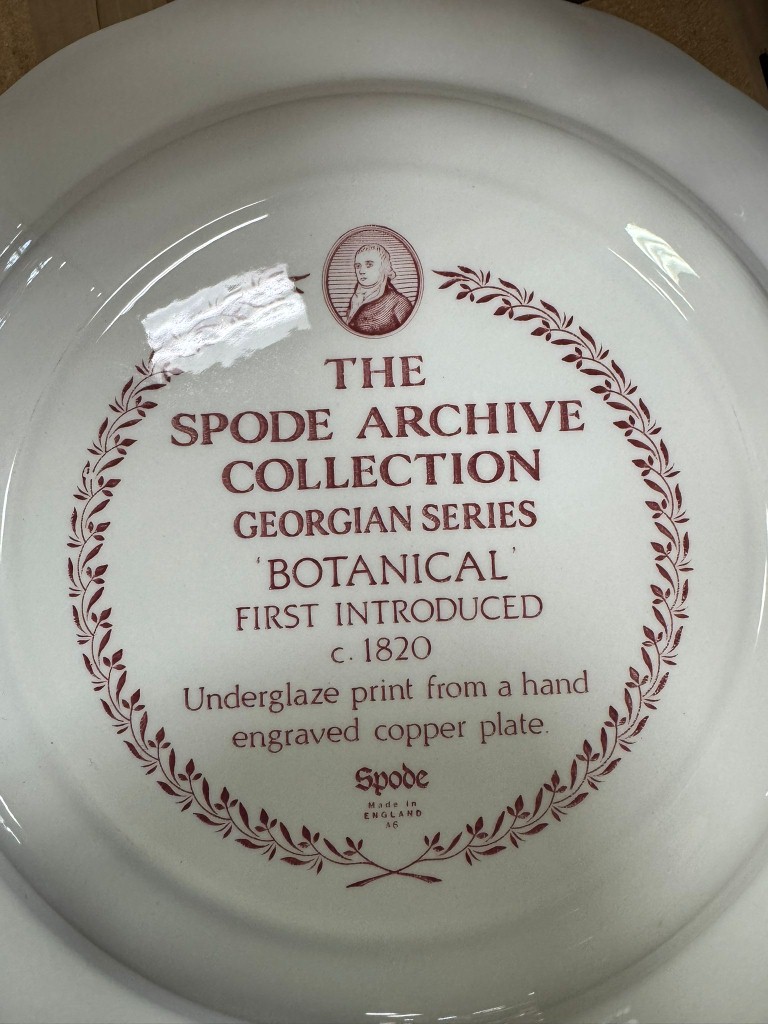 THE
SPODE ARCHIVE
COLLECTION
GEORGIAN SERIES
'BOTANICAL'
FIRST INTRODUCED
c. 1820
Underglaze print from a hand
engraved copper plate.
Spode
Made in
ENGLAND
A6